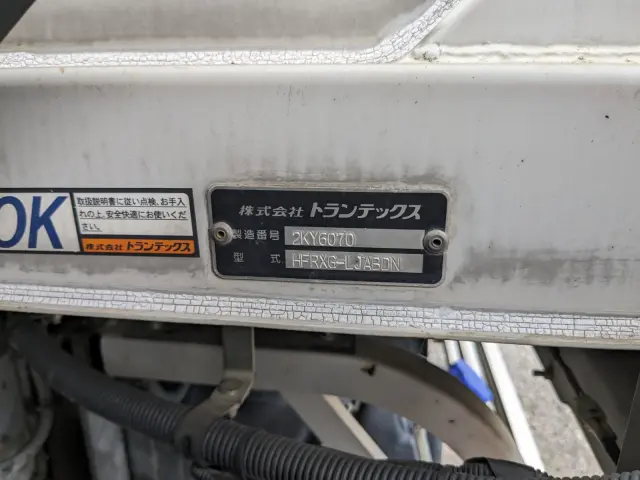 OK
取扱説明書に従い点検、お手入
れの上、安全快適にお使いくだ
さい。
株式会社トランテックス
株式会社 トランテックス
製造番号 2KY6070
型式 HFRXG-LJA3DN